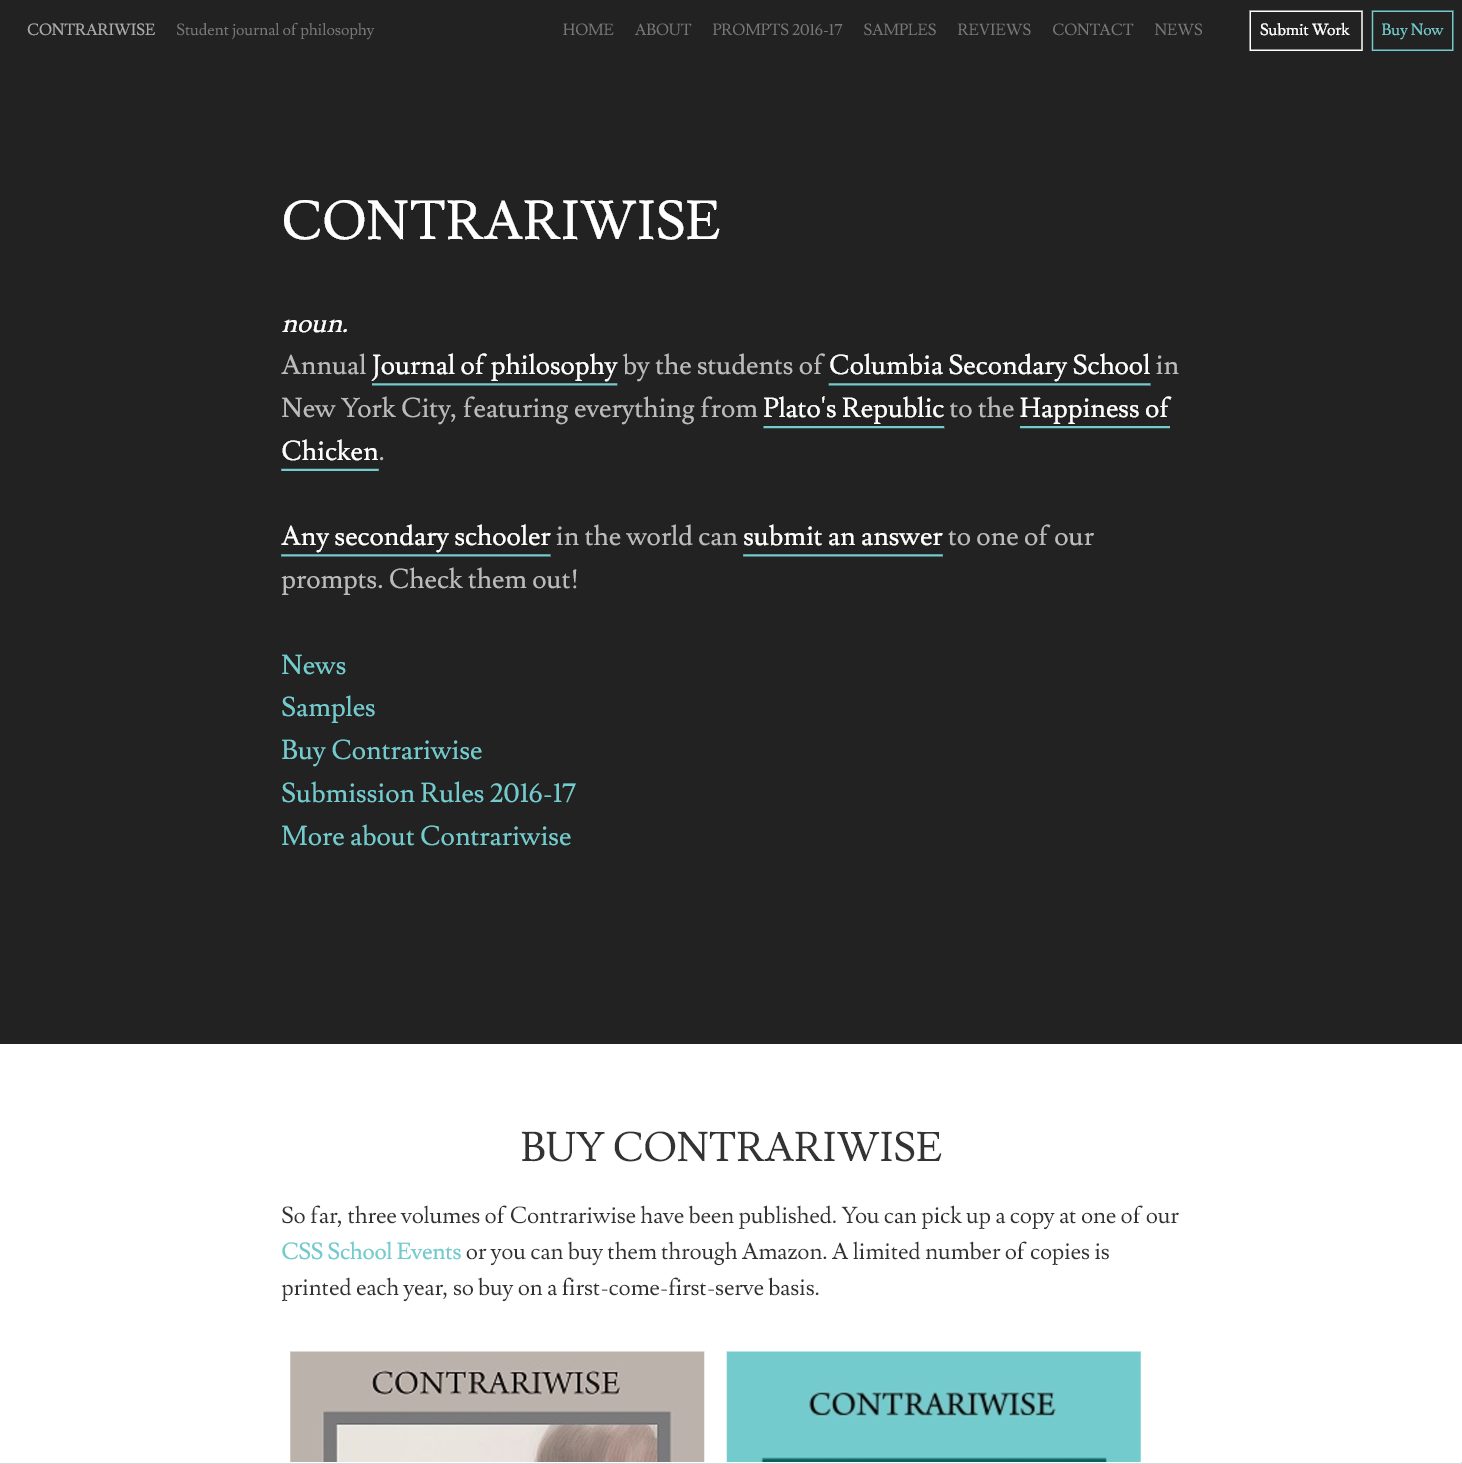 CONTRARIWISE Student journal of philosophy HOME ABOUT PROMPTS 2016-17 SAMPLES REVIEWS CONTACT NEWS Submit Work Buy Now
CONTRARIWISE
noun.
Annual Journal of philosophy by the students of Columbia Secondary School in
New York City, featuring everything from Plato's Republic to the Happiness of
Chicken.
Any secondary schooler in the world can submit an answer to one of our
prompts. Check them out!
News
Samples
Buy Contrariwise
Submission Rules 2016-17
More about Contrariwise
BUY CONTRARIWISE
So far, three volumes of Contrariwise have been published. You can pick up a copy at one of our
CSS School Events or you can buy them through Amazon. A limited number of copies is
printed each year, so buy on a first-come-first-serve basis.
CONTRARIWISE
CONTRARIWISE